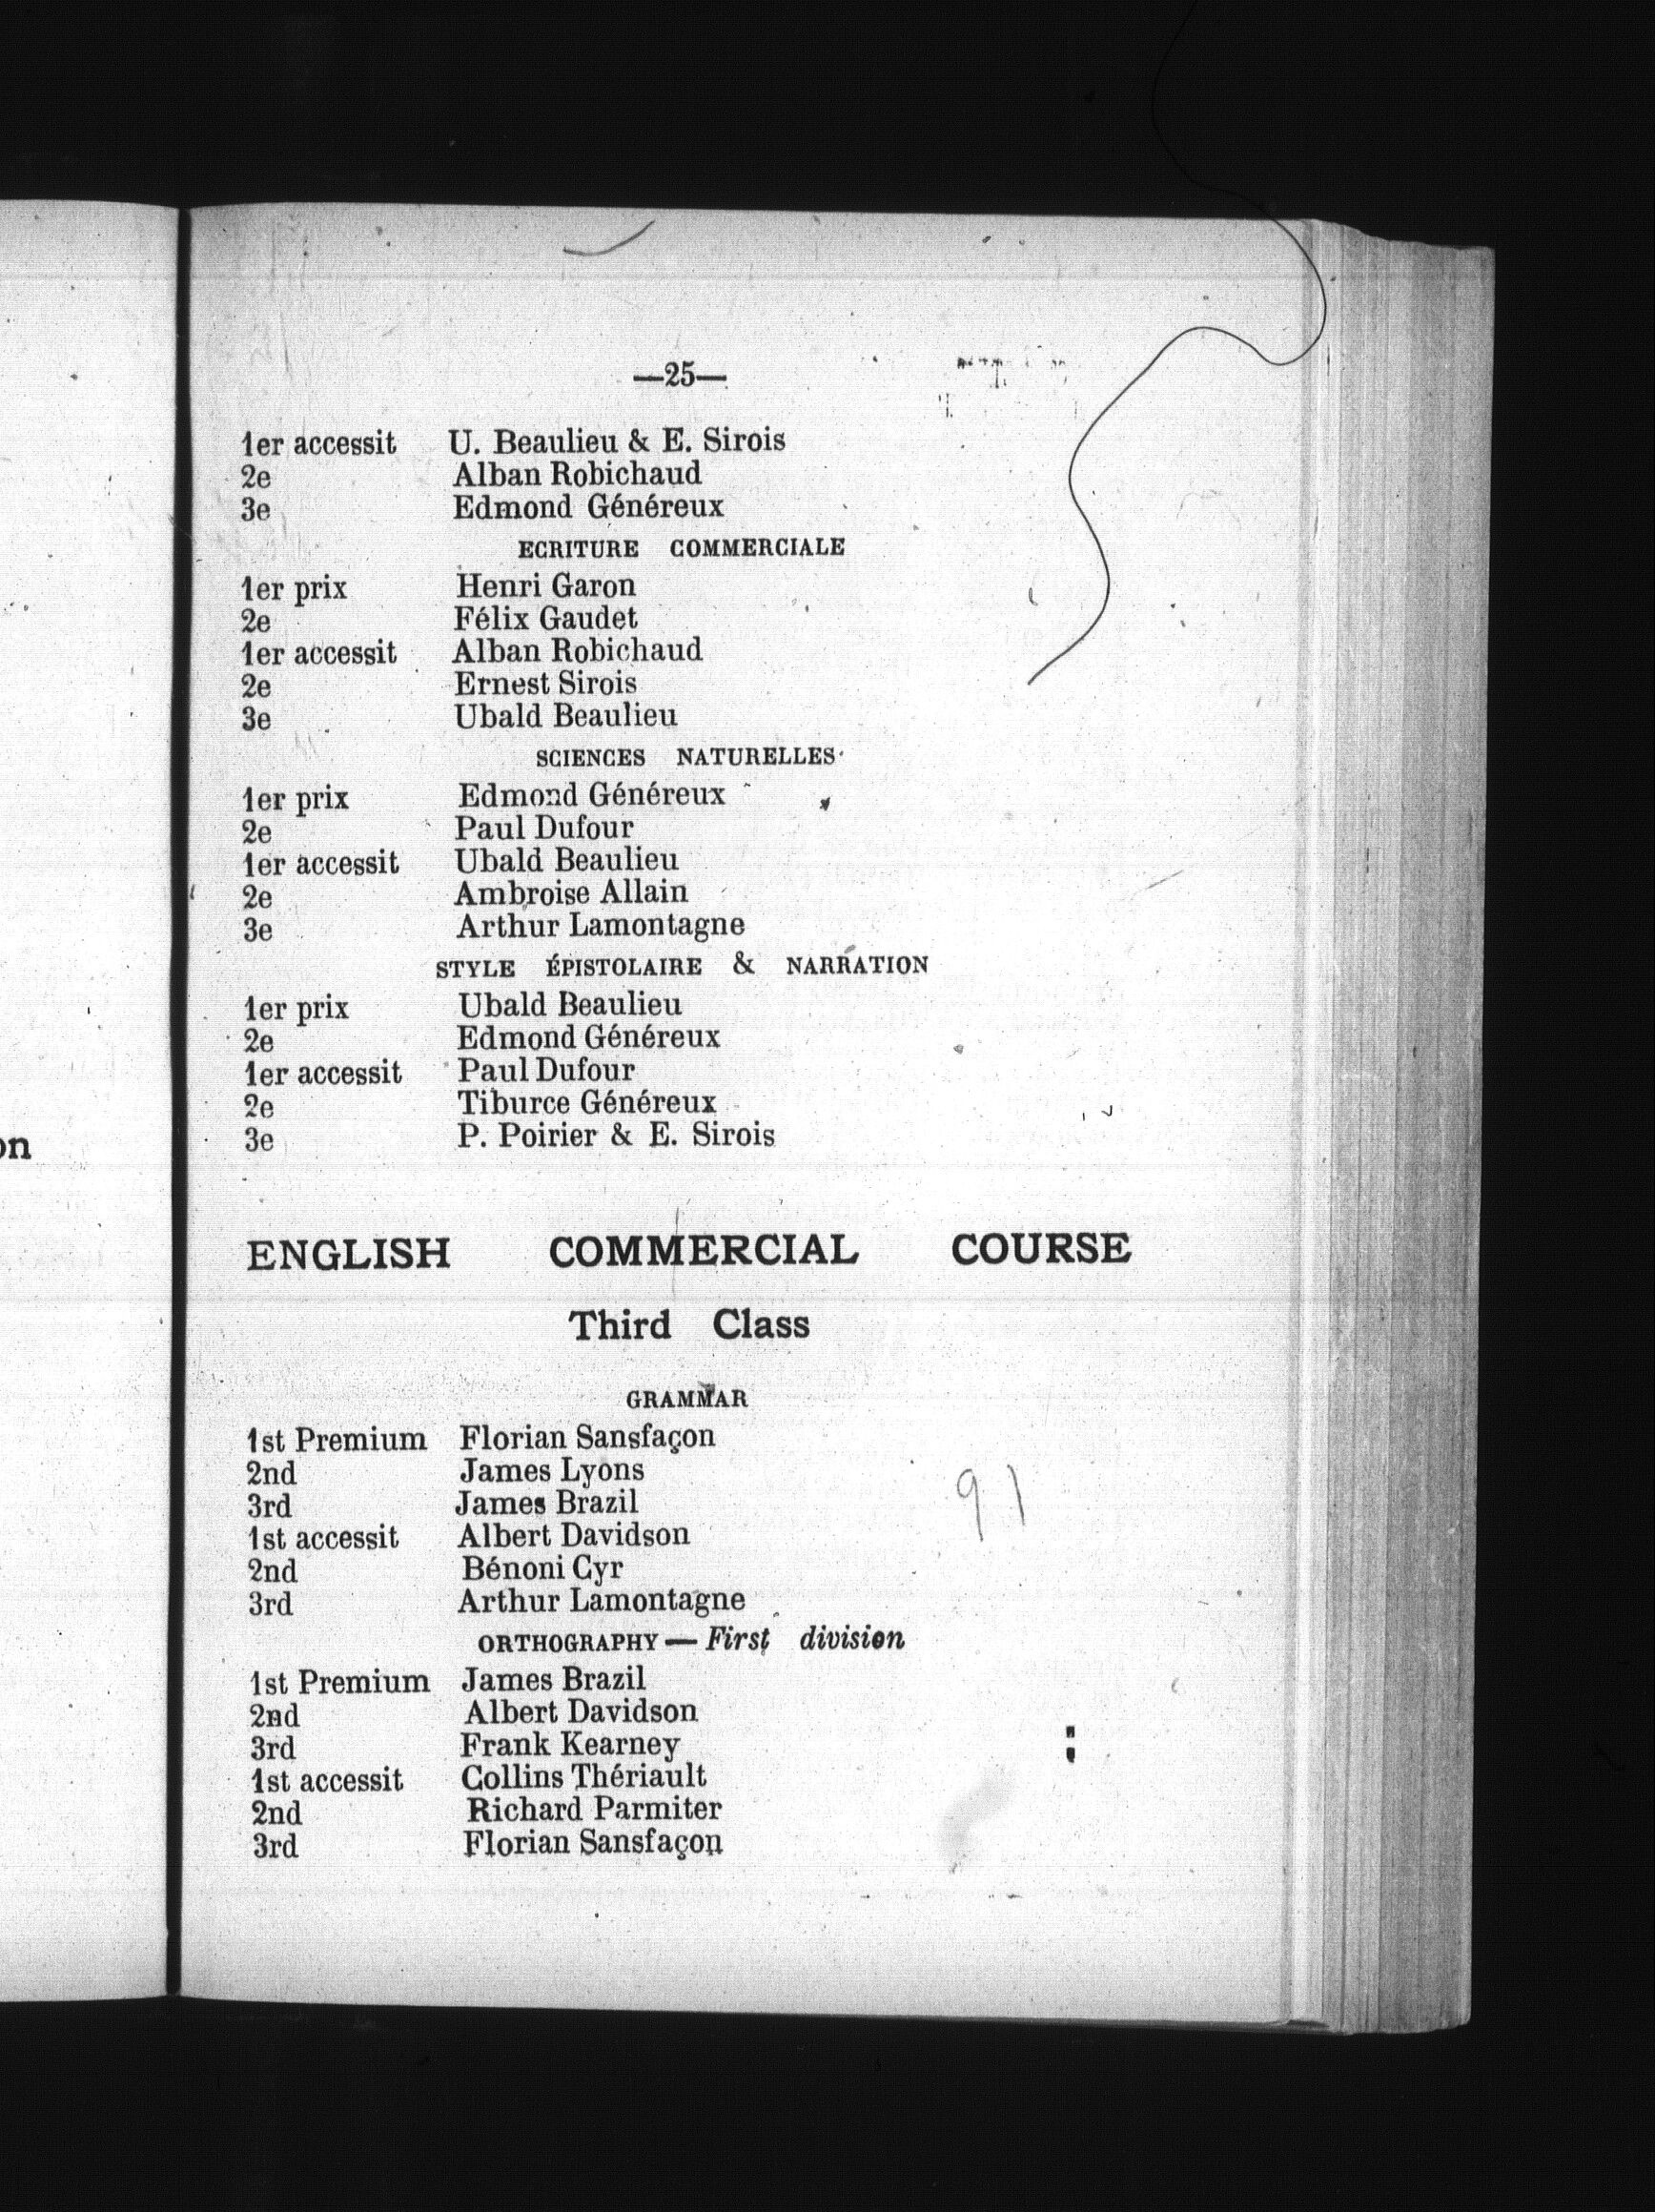 —25—
1er accessit U. Beaulieu & E. Sirois
2e Alban Robichaud
3e Edmond Généreux
ECRITURE COMMERCIALE
1er prix Henri Garon
2e Félix Gaudet
1er accessit Alban Robichaud
2e Ernest Sirois
3e Ubald Beaulieu
SCIENCES NATURELLES
1er prix Edmond Généreux
2e Paul Dufour
1er accessit Ubald Beaulieu
2e Ambroise Allain
3e Arthur Lamontagne
STYLE ÉPISTOLAIRE & NARRATION
1er prix Ubald Beaulieu
2e Edmond Généreux
1er accessit Paul Dufour
2e Tiburce Généreux
3e P. Poirier & E. Sirois
ENGLISH COMMERCIAL COURSE
Third Class
GRAMMAR
1st Premium Florian Sansfaçon
2nd James Lyons
3rd James Brazil
1st accessit Albert Davidson
2nd Bénoni Cyr
3rd Arthur Lamontagne
ORTHOGRAPHY — First division
1st Premium James Brazil
2nd Albert Davidson
3rd Frank Kearney
1st accessit Collins Thériault
2nd Richard Parmiter
3rd Florian Sansfaçon
91